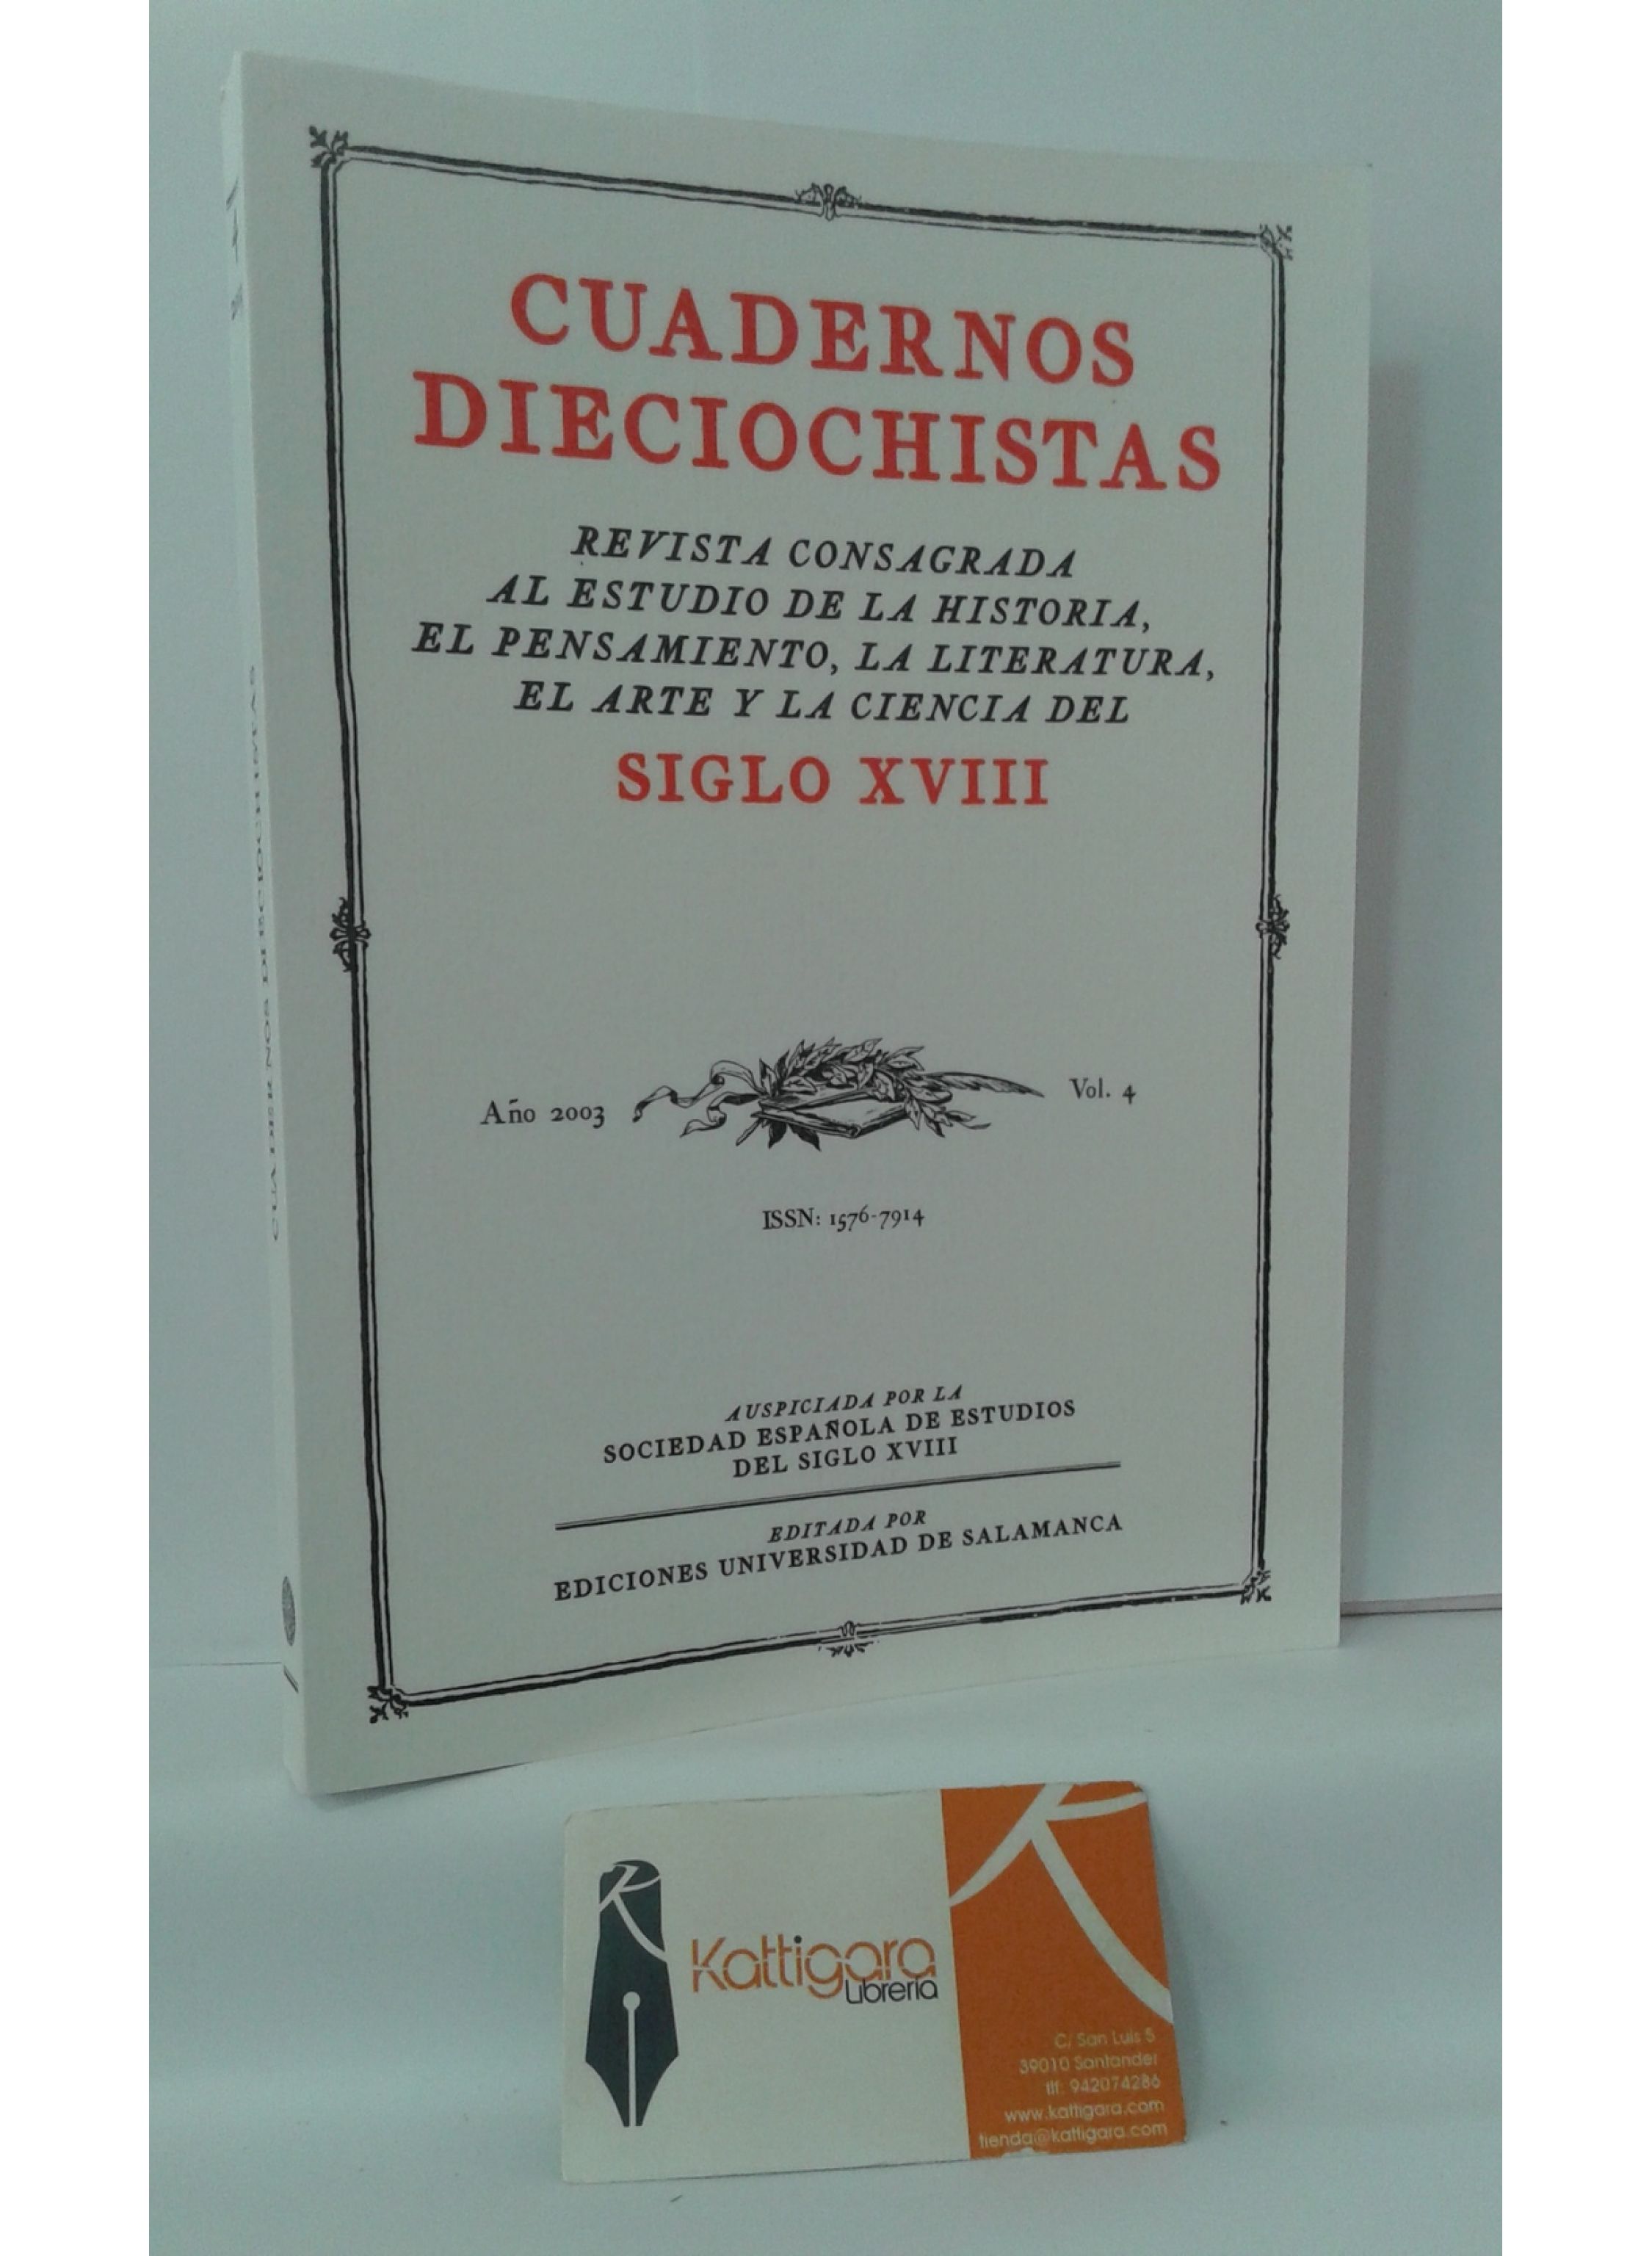 CUADERNOS
DIECIOCHISTAS
REVISTA CONSAGRADA
AL ESTUDIO DE LA HISTORIA,
EL PENSAMIENTO, LA LITERATURA,
EL ARTE Y LA CIENCIA DEL
SIGLO XVIII
Año 2003
Vol. 4
ISSN: 1576-7914
AUSPICIADA POR LA
SOCIEDAD ESPAÑOLA DE ESTUDIOS
DEL SIGLO XVIII
EDITADA POR
EDICIONES UNIVERSIDAD DE SALAMANCA
4
CUADERNOS DIECIOCHISTAS
Kattigara
Librería
C/ San Luis 5
39010 Santander
tlf: 942074286
www.kattigara.com
tienda@kattigara.com